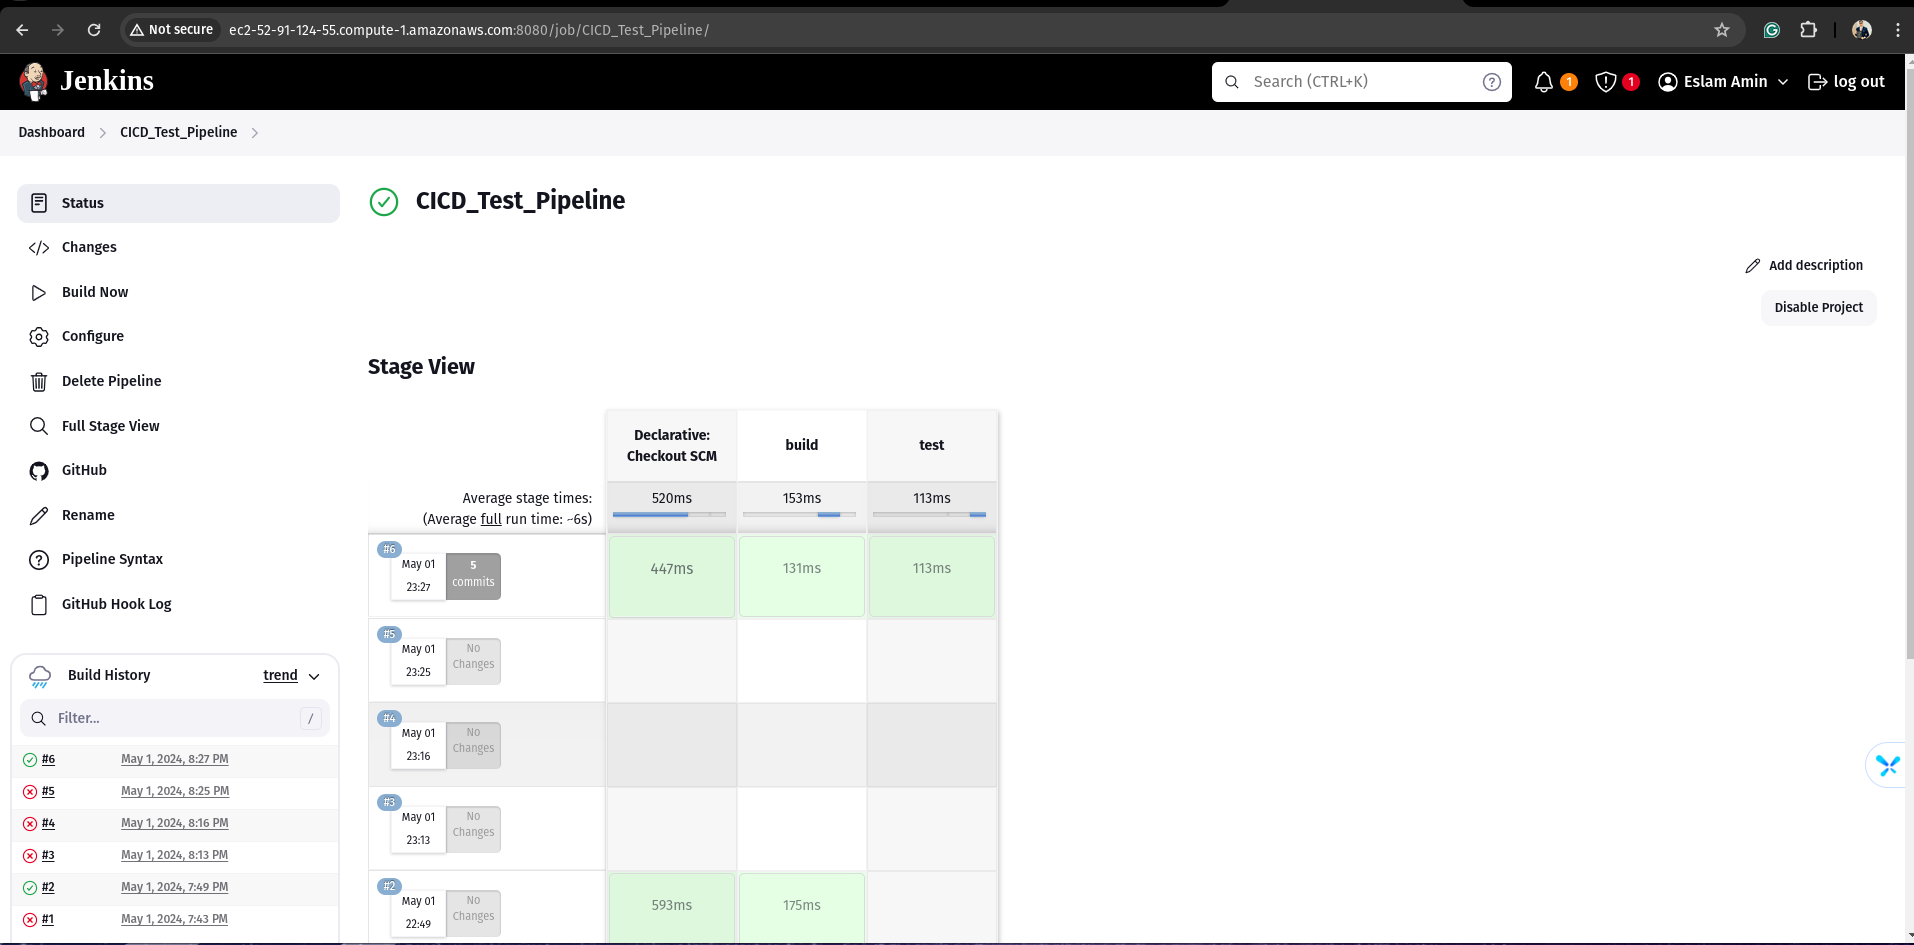 Not secure ec2-52-91-124-55.compute-1.amazonaws.com:8080/job/CICD_Test_Pipeline/
Jenkins
Search (CTRL+K)
1
1
Eslam Amin
log out
Dashboard
CICD_Test_Pipeline
Status
Changes
Build Now
Configure
Delete Pipeline
Full Stage View
GitHub
Rename
Pipeline Syntax
GitHub Hook Log
Build History
trend
Filter...
/
#6 May 1, 2024, 8:27 PM
#5 May 1, 2024, 8:25 PM
#4 May 1, 2024, 8:16 PM
#3 May 1, 2024, 8:13 PM
#2 May 1, 2024, 7:49 PM
#1 May 1, 2024, 7:43 PM
CICD_Test_Pipeline
Add description
Disable Project
Stage View
Declarative:
Checkout SCM
build
test
Average stage times:
(Average full run time: ~6s)
520ms
153ms
113ms
#6
May 01
23:27
5
commits
447ms
131ms
113ms
#5
May 01
23:25
No
Changes
#4
May 01
23:16
No
Changes
#3
May 01
23:13
No
Changes
#2
May 01
22:49
No
Changes
593ms
175ms